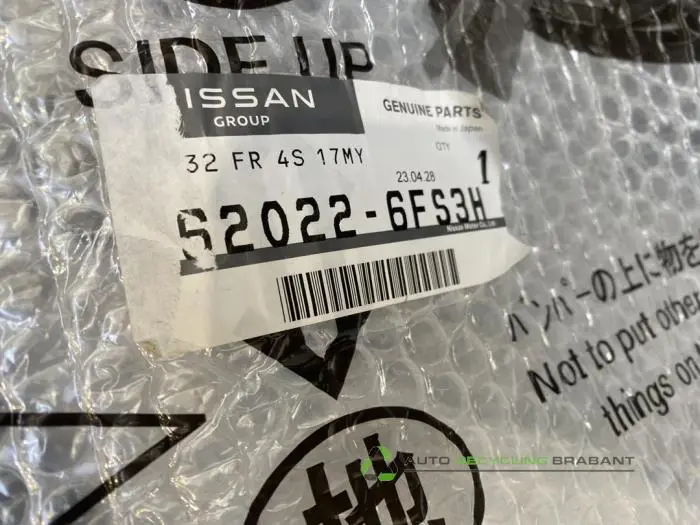 SIDE UP
NISSAN
GROUP
GENUINE PARTS
Made in Japan
QTY
32 FR 4S 17MY
1
23.04.28
62022-6FS3H
Nissan Motor Co., Ltd.
バンパーの上に物を
Not to put othe
things on
AUTO RECYCLING BRABANT